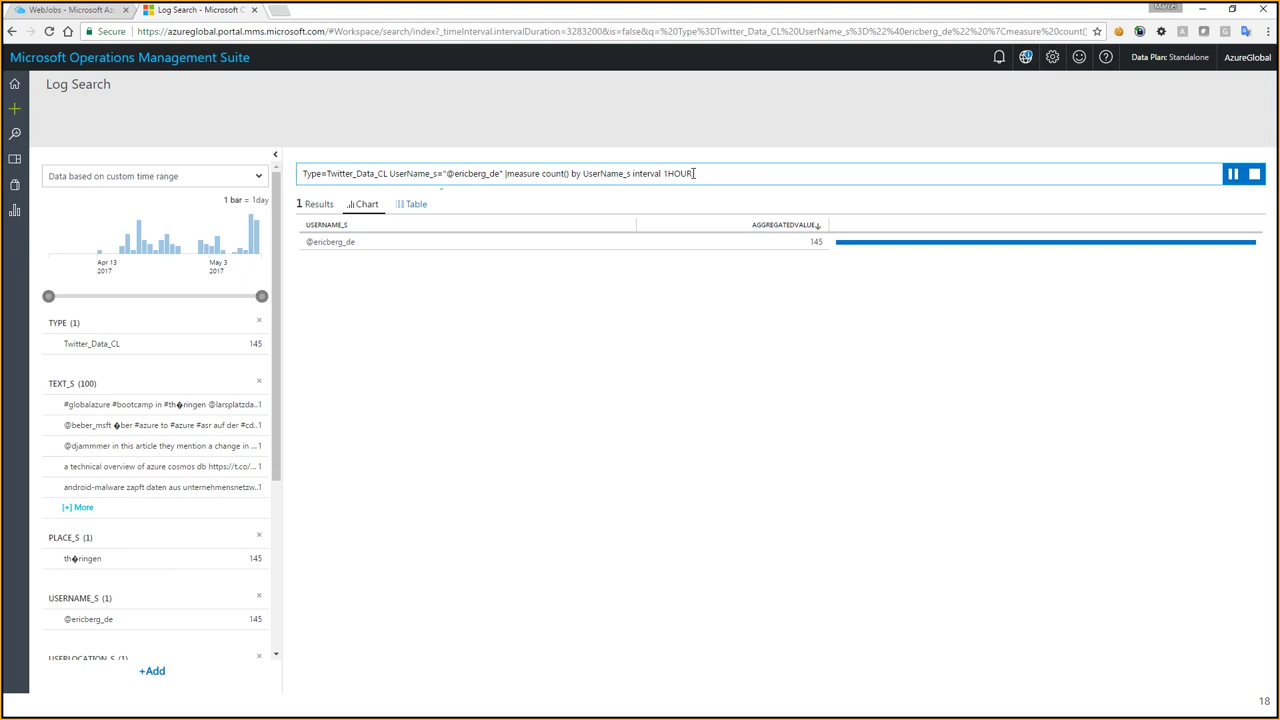 WebJobs - Microsoft Az
Log Search - Microsoft C
Marcel
Secure
https://azureglobal.portal.mms.microsoft.com/#Workspace/search/index?_timeInterval.intervalDuration=3283200&is=false&q=%20Type%3DTwitter_Data_CL%20UserName_s%3D%22%40ericberg_de%22%20%7Cmeasure%20count()
Microsoft Operations Management Suite
Data Plan: Standalone
AzureGlobal
Log Search
Data based on custom time range
Type=Twitter_Data_CL UserName_s="@ericberg_de" |measure count() by UserName_s interval 1HOUR
1 bar = 1day
1 Results
Chart
Table
USERNAME_S
AGGREGATEDVALUE
@ericberg_de
145
Apr 13
2017
May 3
2017
TYPE (1)
Twitter_Data_CL 145
TEXT_S (100)
#globalazure #bootcamp in #th�ringen @larsplatzda..1
@beber_msft �ber #azure to #azure #asr auf der #cd..1
@djammmer in this article they mention a change in ...1
a technical overview of azure cosmos db https://t.co/...1
android-malware zapft daten aus unternehmensnetzw..1
[+] More
PLACE_S (1)
th�ringen 145
USERNAME_S (1)
@ericberg_de 145
USERLOCATION_S (1)
+Add
18